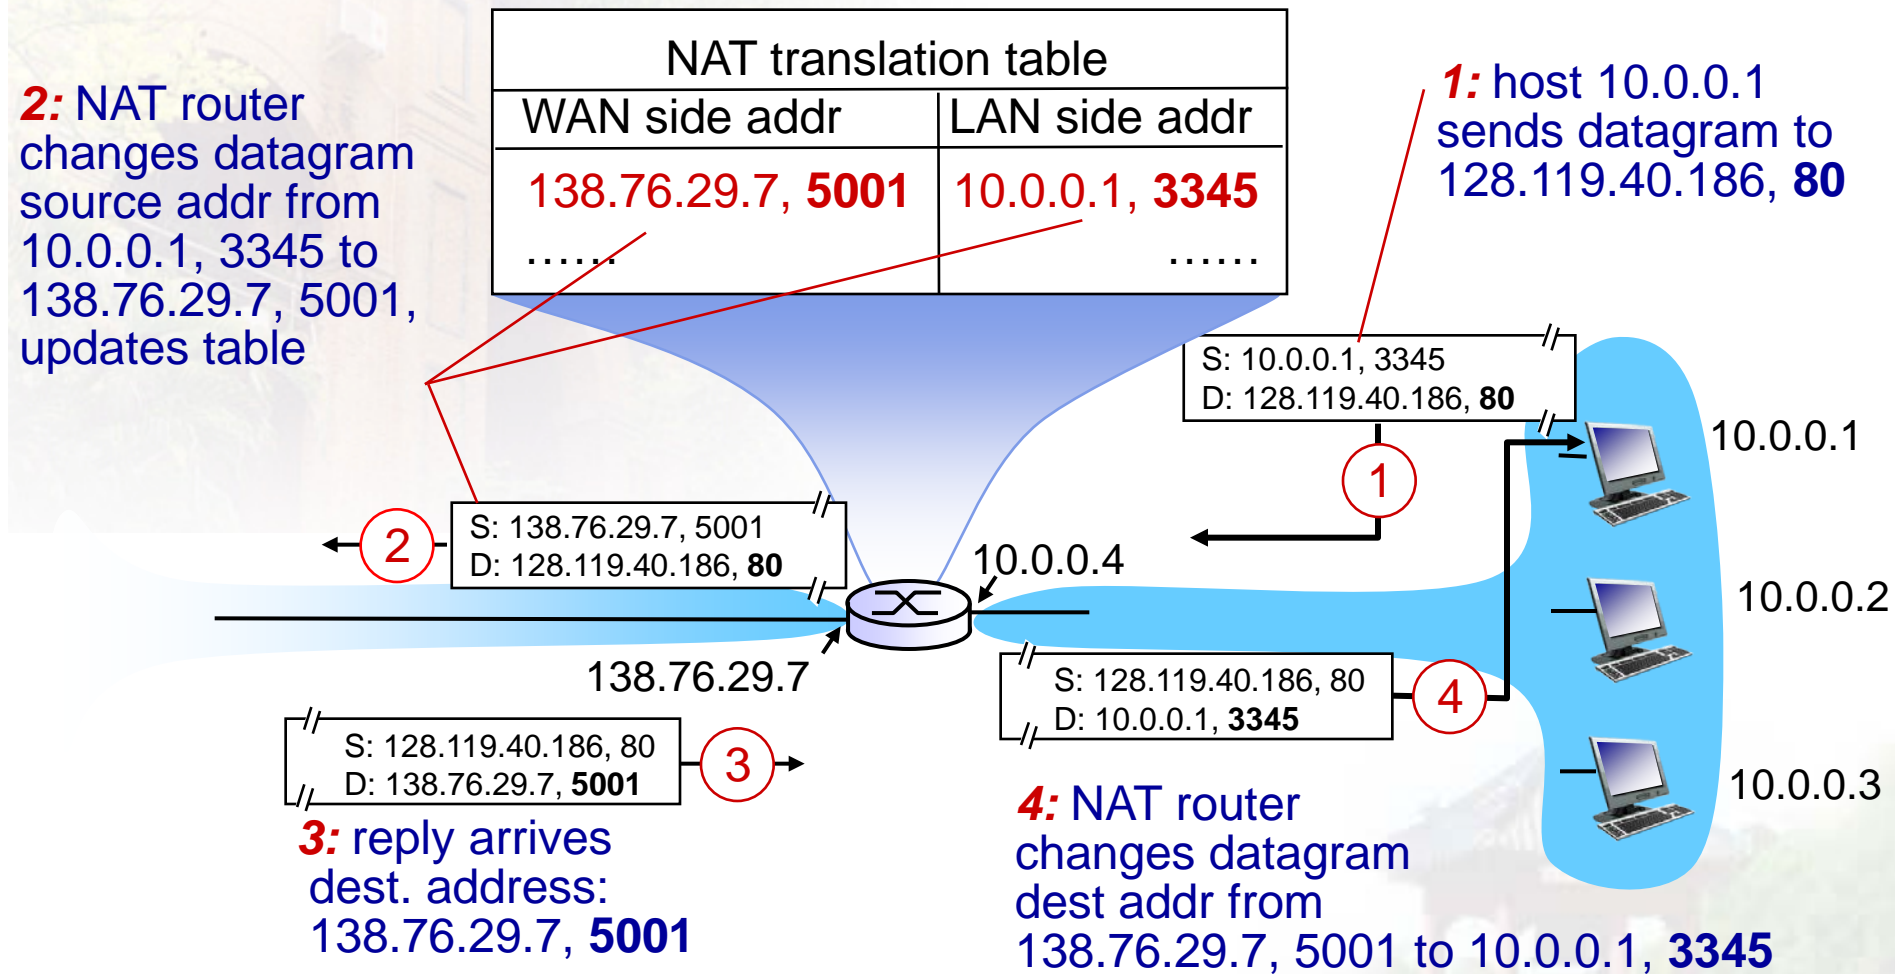 NAT translation table
WAN side addr LAN side addr
138.76.29.7, 5001 10.0.0.1, 3345
…… ……
2: NAT router
changes datagram
source addr from
10.0.0.1, 3345 to
138.76.29.7, 5001,
updates table
1: host 10.0.0.1
sends datagram to
128.119.40.186, 80
S: 10.0.0.1, 3345
D: 128.119.40.186, 80
1
10.0.0.1
S: 138.76.29.7, 5001
D: 128.119.40.186, 80
2
10.0.0.4
10.0.0.2
138.76.29.7
S: 128.119.40.186, 80
D: 10.0.0.1, 3345
4
S: 128.119.40.186, 80
D: 138.76.29.7, 5001
3
10.0.0.3
3: reply arrives
dest. address:
138.76.29.7, 5001
4: NAT router
changes datagram
dest addr from
138.76.29.7, 5001 to 10.0.0.1, 3345